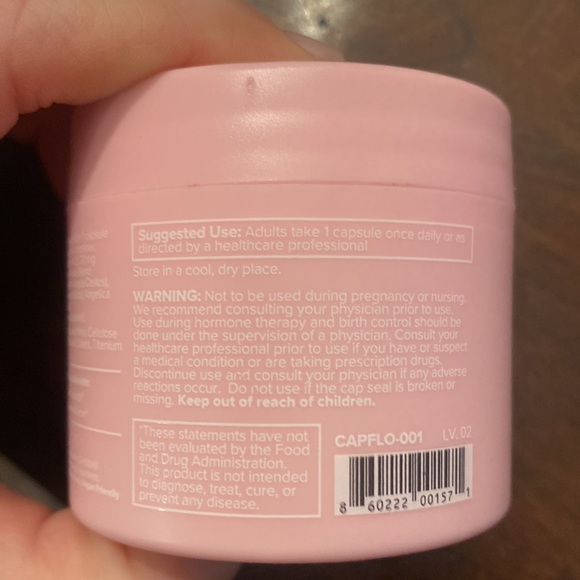 capsule
Angelica
Cellulose
Titanium
Suggested Use: Adults take 1 capsule once daily or as
directed by a healthcare professional
Store in a cool, dry place.
WARNING: Not to be used during pregnancy or nursing.
We recommend consulting your physician prior to use.
Use during hormone therapy and birth control should be
done under the supervision of a physician. Consult your
healthcare professional prior to use if you have or suspect
a medical condition or are taking prescription drugs.
Discontinue use and consult your physician if any adverse
reactions occur. Do not use if the cap seal is broken or
missing. Keep out of reach of children.
*These statements have not
been evaluated by the Food
and Drug Administration.
This product is not intended
to diagnose, treat, cure, or
prevent any disease.
CAPFLO-001 LV. 02
8 60222 00157 1